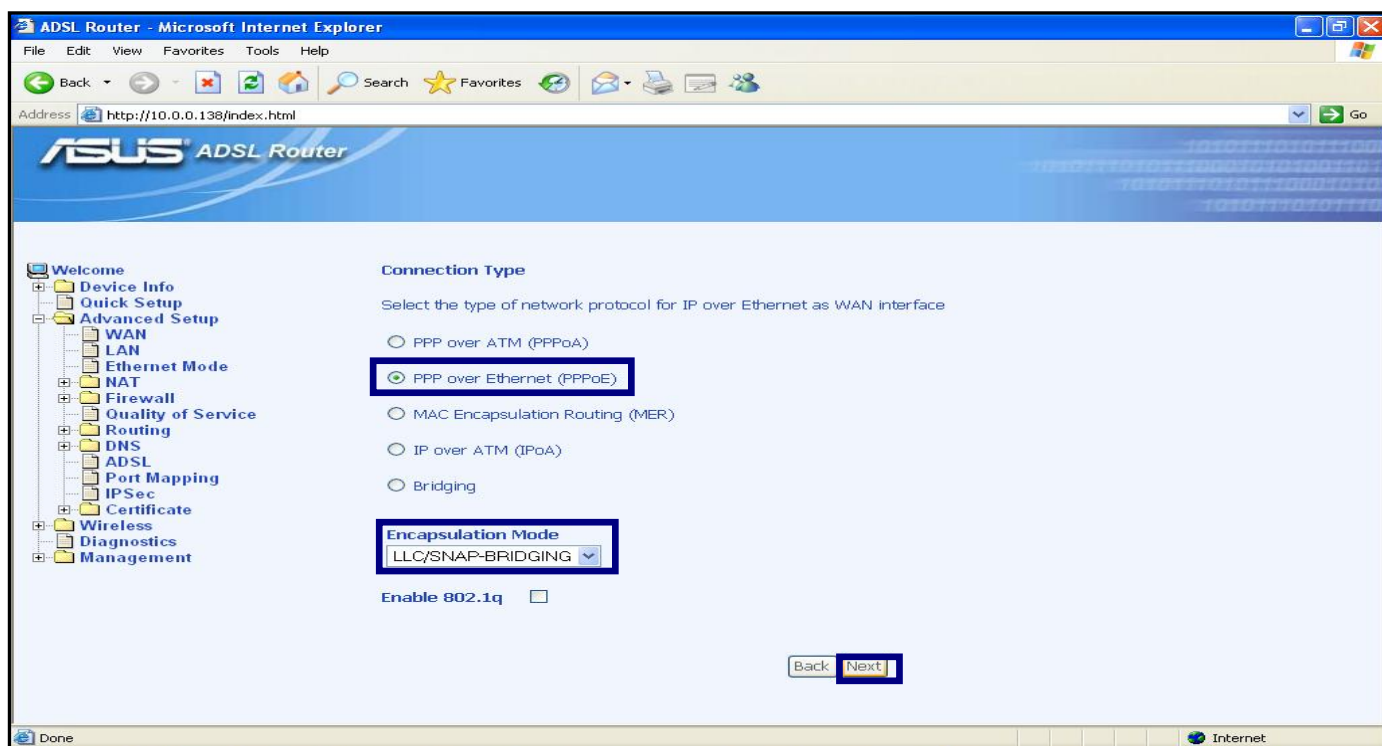 ADSL Router - Microsoft Internet Explorer
File Edit View Favorites Tools Help
Back Search Favorites
Address http://10.0.0.138/index.html Go
ASUS ADSL Router
Welcome
Device Info
Quick Setup
Advanced Setup
WAN
LAN
Ethernet Mode
NAT
Firewall
Quality of Service
Routing
DNS
ADSL
Port Mapping
IPSec
Certificate
Wireless
Diagnostics
Management
Connection Type
Select the type of network protocol for IP over Ethernet as WAN interface
PPP over ATM (PPPoA)
PPP over Ethernet (PPPoE)
MAC Encapsulation Routing (MER)
IP over ATM (IPoA)
Bridging
Encapsulation Mode
LLC/SNAP-BRIDGING
Enable 802.1q
Back Next
Done Internet